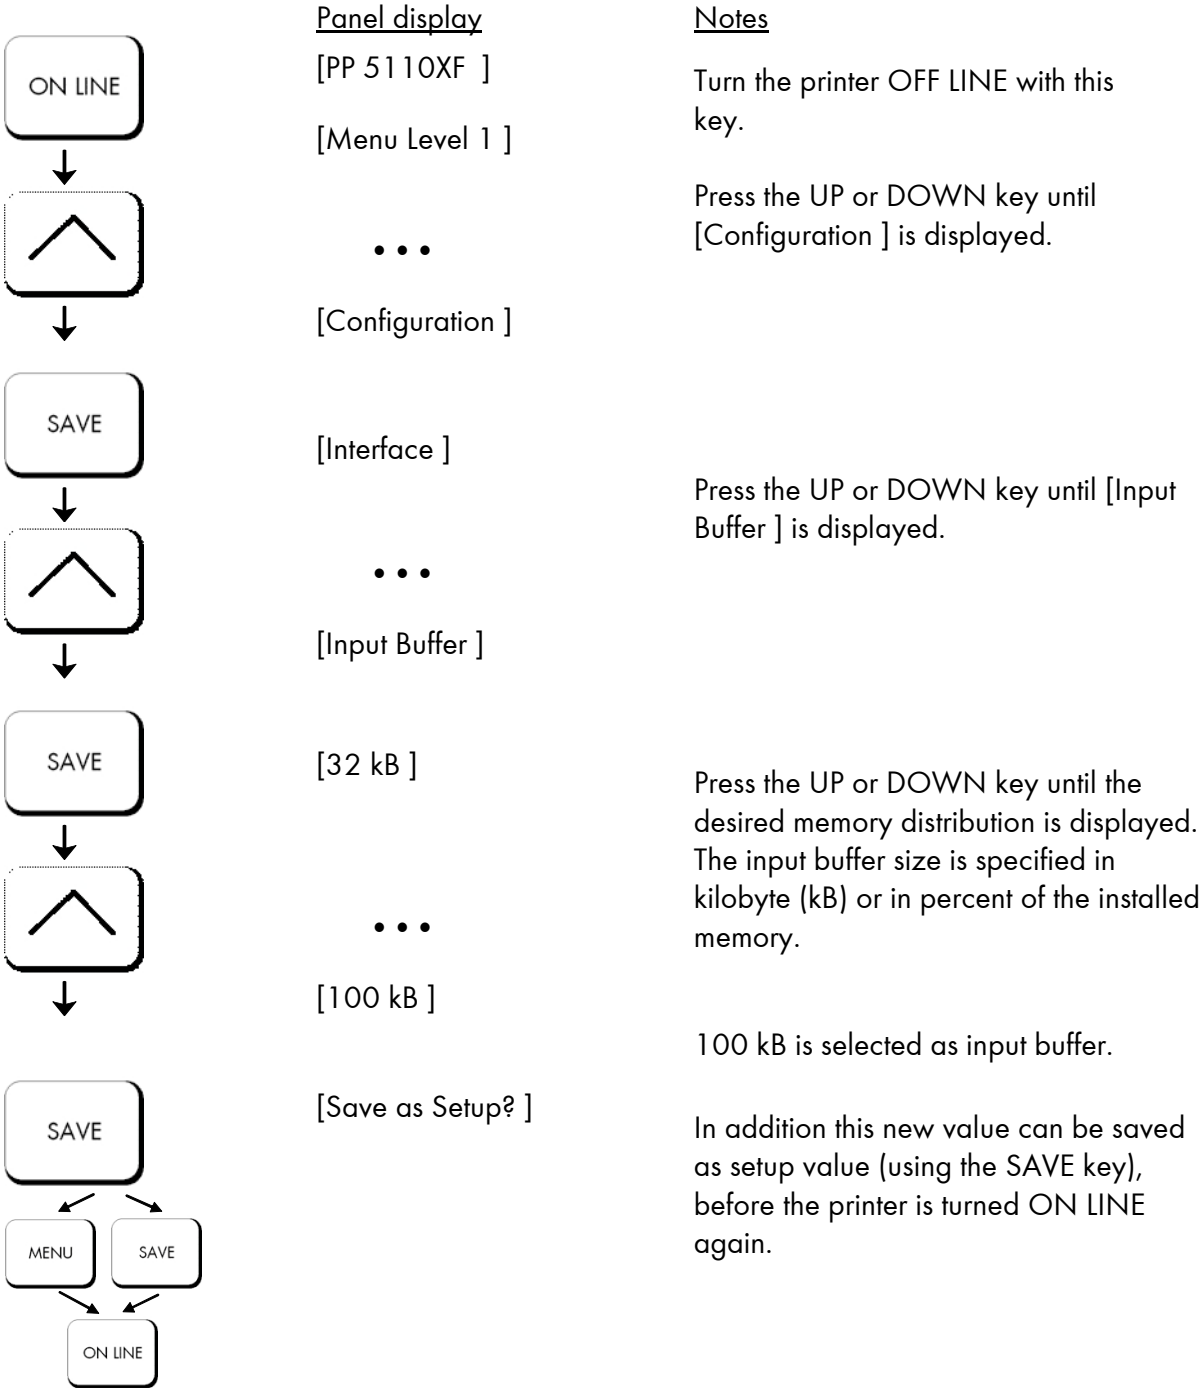 Panel display
Notes
ON LINE
[PP 5110XF  ]
Turn the printer OFF LINE with this
key.
[Menu Level 1 ]
Press the UP or DOWN key until
[Configuration ] is displayed.
• • •
[Configuration ]
SAVE
[Interface ]
Press the UP or DOWN key until [Input
Buffer ] is displayed.
• • •
[Input Buffer ]
SAVE
[32 kB ]
Press the UP or DOWN key until the
desired memory distribution is displayed.
The input buffer size is specified in
kilobyte (kB) or in percent of the installed
memory.
• • •
[100 kB ]
100 kB is selected as input buffer.
SAVE
[Save as Setup? ]
In addition this new value can be saved
as setup value (using the SAVE key),
before the printer is turned ON LINE
again.
MENU
SAVE
ON LINE